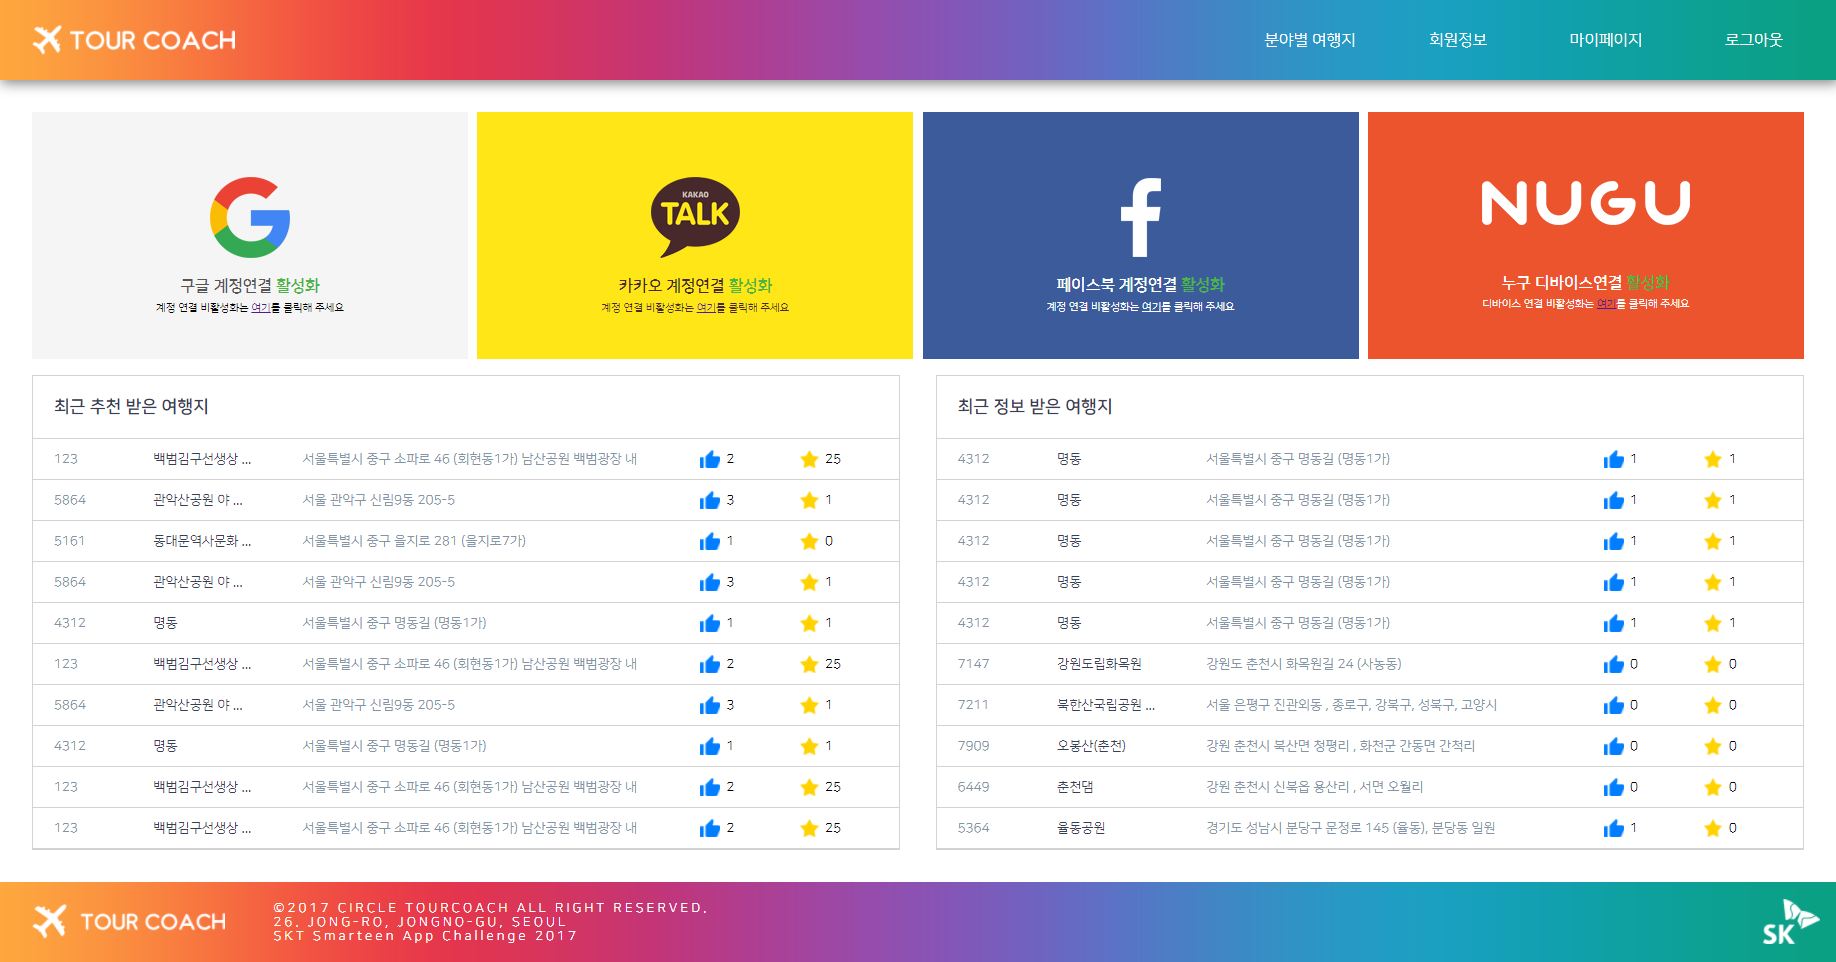 TOUR COACH
분야별 여행지 회원정보 마이페이지 로그아웃
KAKAO
TALK
NUGU
구글 계정연결 활성화
계정 연결 비활성화는 여기를 클릭해 주세요
카카오 계정연결 활성화
계정 연결 비활성화는 여기를 클릭해 주세요
페이스북 계정연결 활성화
계정 연결 비활성화는 여기를 클릭해 주세요
누구 디바이스연결 활성화
디바이스 연결 비활성화는 여기를 클릭해 주세요
최근 추천 받은 여행지
123 백범김구선생상 ... 서울특별시 중구 소파로 46 (회현동1가) 남산공원 백범광장 내 2 25
5864 관악산공원 야 ... 서울 관악구 신림9동 205-5 3 1
5161 동대문역사문화 ... 서울특별시 중구 을지로 281 (을지로7가) 1 0
5864 관악산공원 야 ... 서울 관악구 신림9동 205-5 3 1
4312 명동 서울특별시 중구 명동길 (명동1가) 1 1
123 백범김구선생상 ... 서울특별시 중구 소파로 46 (회현동1가) 남산공원 백범광장 내 2 25
5864 관악산공원 야 ... 서울 관악구 신림9동 205-5 3 1
4312 명동 서울특별시 중구 명동길 (명동1가) 1 1
123 백범김구선생상 ... 서울특별시 중구 소파로 46 (회현동1가) 남산공원 백범광장 내 2 25
123 백범김구선생상 ... 서울특별시 중구 소파로 46 (회현동1가) 남산공원 백범광장 내 2 25
최근 정보 받은 여행지
4312 명동 서울특별시 중구 명동길 (명동1가) 1 1
4312 명동 서울특별시 중구 명동길 (명동1가) 1 1
4312 명동 서울특별시 중구 명동길 (명동1가) 1 1
4312 명동 서울특별시 중구 명동길 (명동1가) 1 1
4312 명동 서울특별시 중구 명동길 (명동1가) 1 1
7147 강원도립화목원 강원도 춘천시 화목원길 24 (사농동) 0 0
7211 북한산국립공원 ... 서울 은평구 진관외동 , 종로구, 강북구, 성북구, 고양시 0 0
7909 오봉산(춘천) 강원 춘천시 북산면 청평리 , 화천군 간동면 간척리 0 0
6449 춘천댐 강원 춘천시 신북읍 용산리 , 서면 오월리 0 0
5364 율동공원 경기도 성남시 분당구 문정로 145 (율동), 분당동 일원 1 0
TOUR COACH
©2017 CIRCLE TOURCOACH ALL RIGHT RESERVED.
26, JONG-RO, JONGNO-GU, SEOUL
SKT Smarteen App Challenge 2017
SK